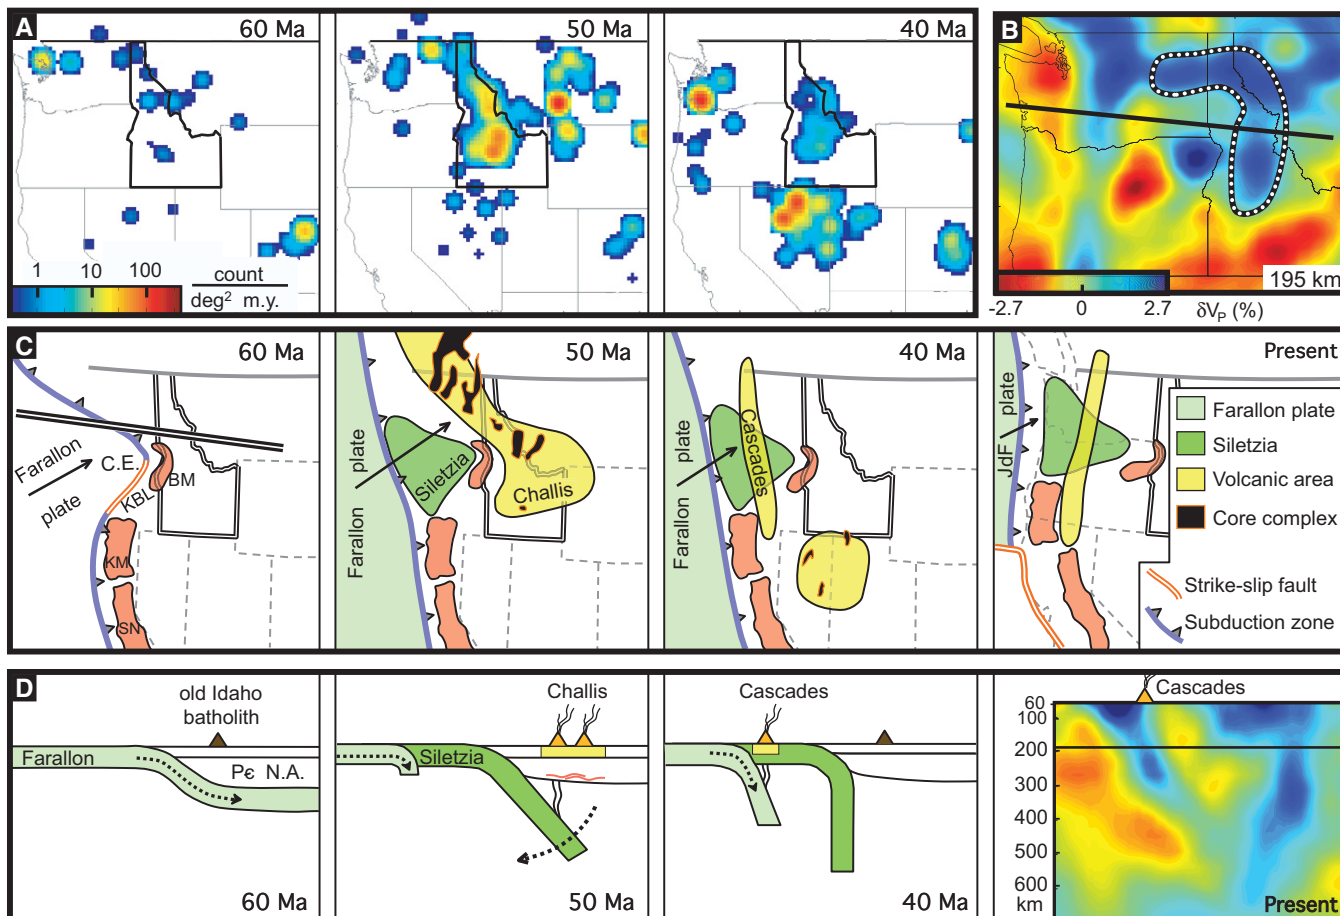 A
60 Ma
50 Ma
40 Ma
1 10 100
count
deg² m.y.
B
195 km
-2.7 0 2.7 δVP (%)
C
60 Ma
Farallon
plate
C.E.
KBL
BM
KM
SN
50 Ma
Farallon plate
Siletzia
Challis
40 Ma
Farallon plate
Cascades
Present
JdF plate
Farallon plate
Siletzia
Volcanic area
Core complex
Strike-slip fault
Subduction zone
D
old Idaho
batholith
Farallon
Pє N.A.
60 Ma
Challis
Siletzia
50 Ma
Cascades
40 Ma
Cascades
60
100
200
300
400
500
600
km
Present